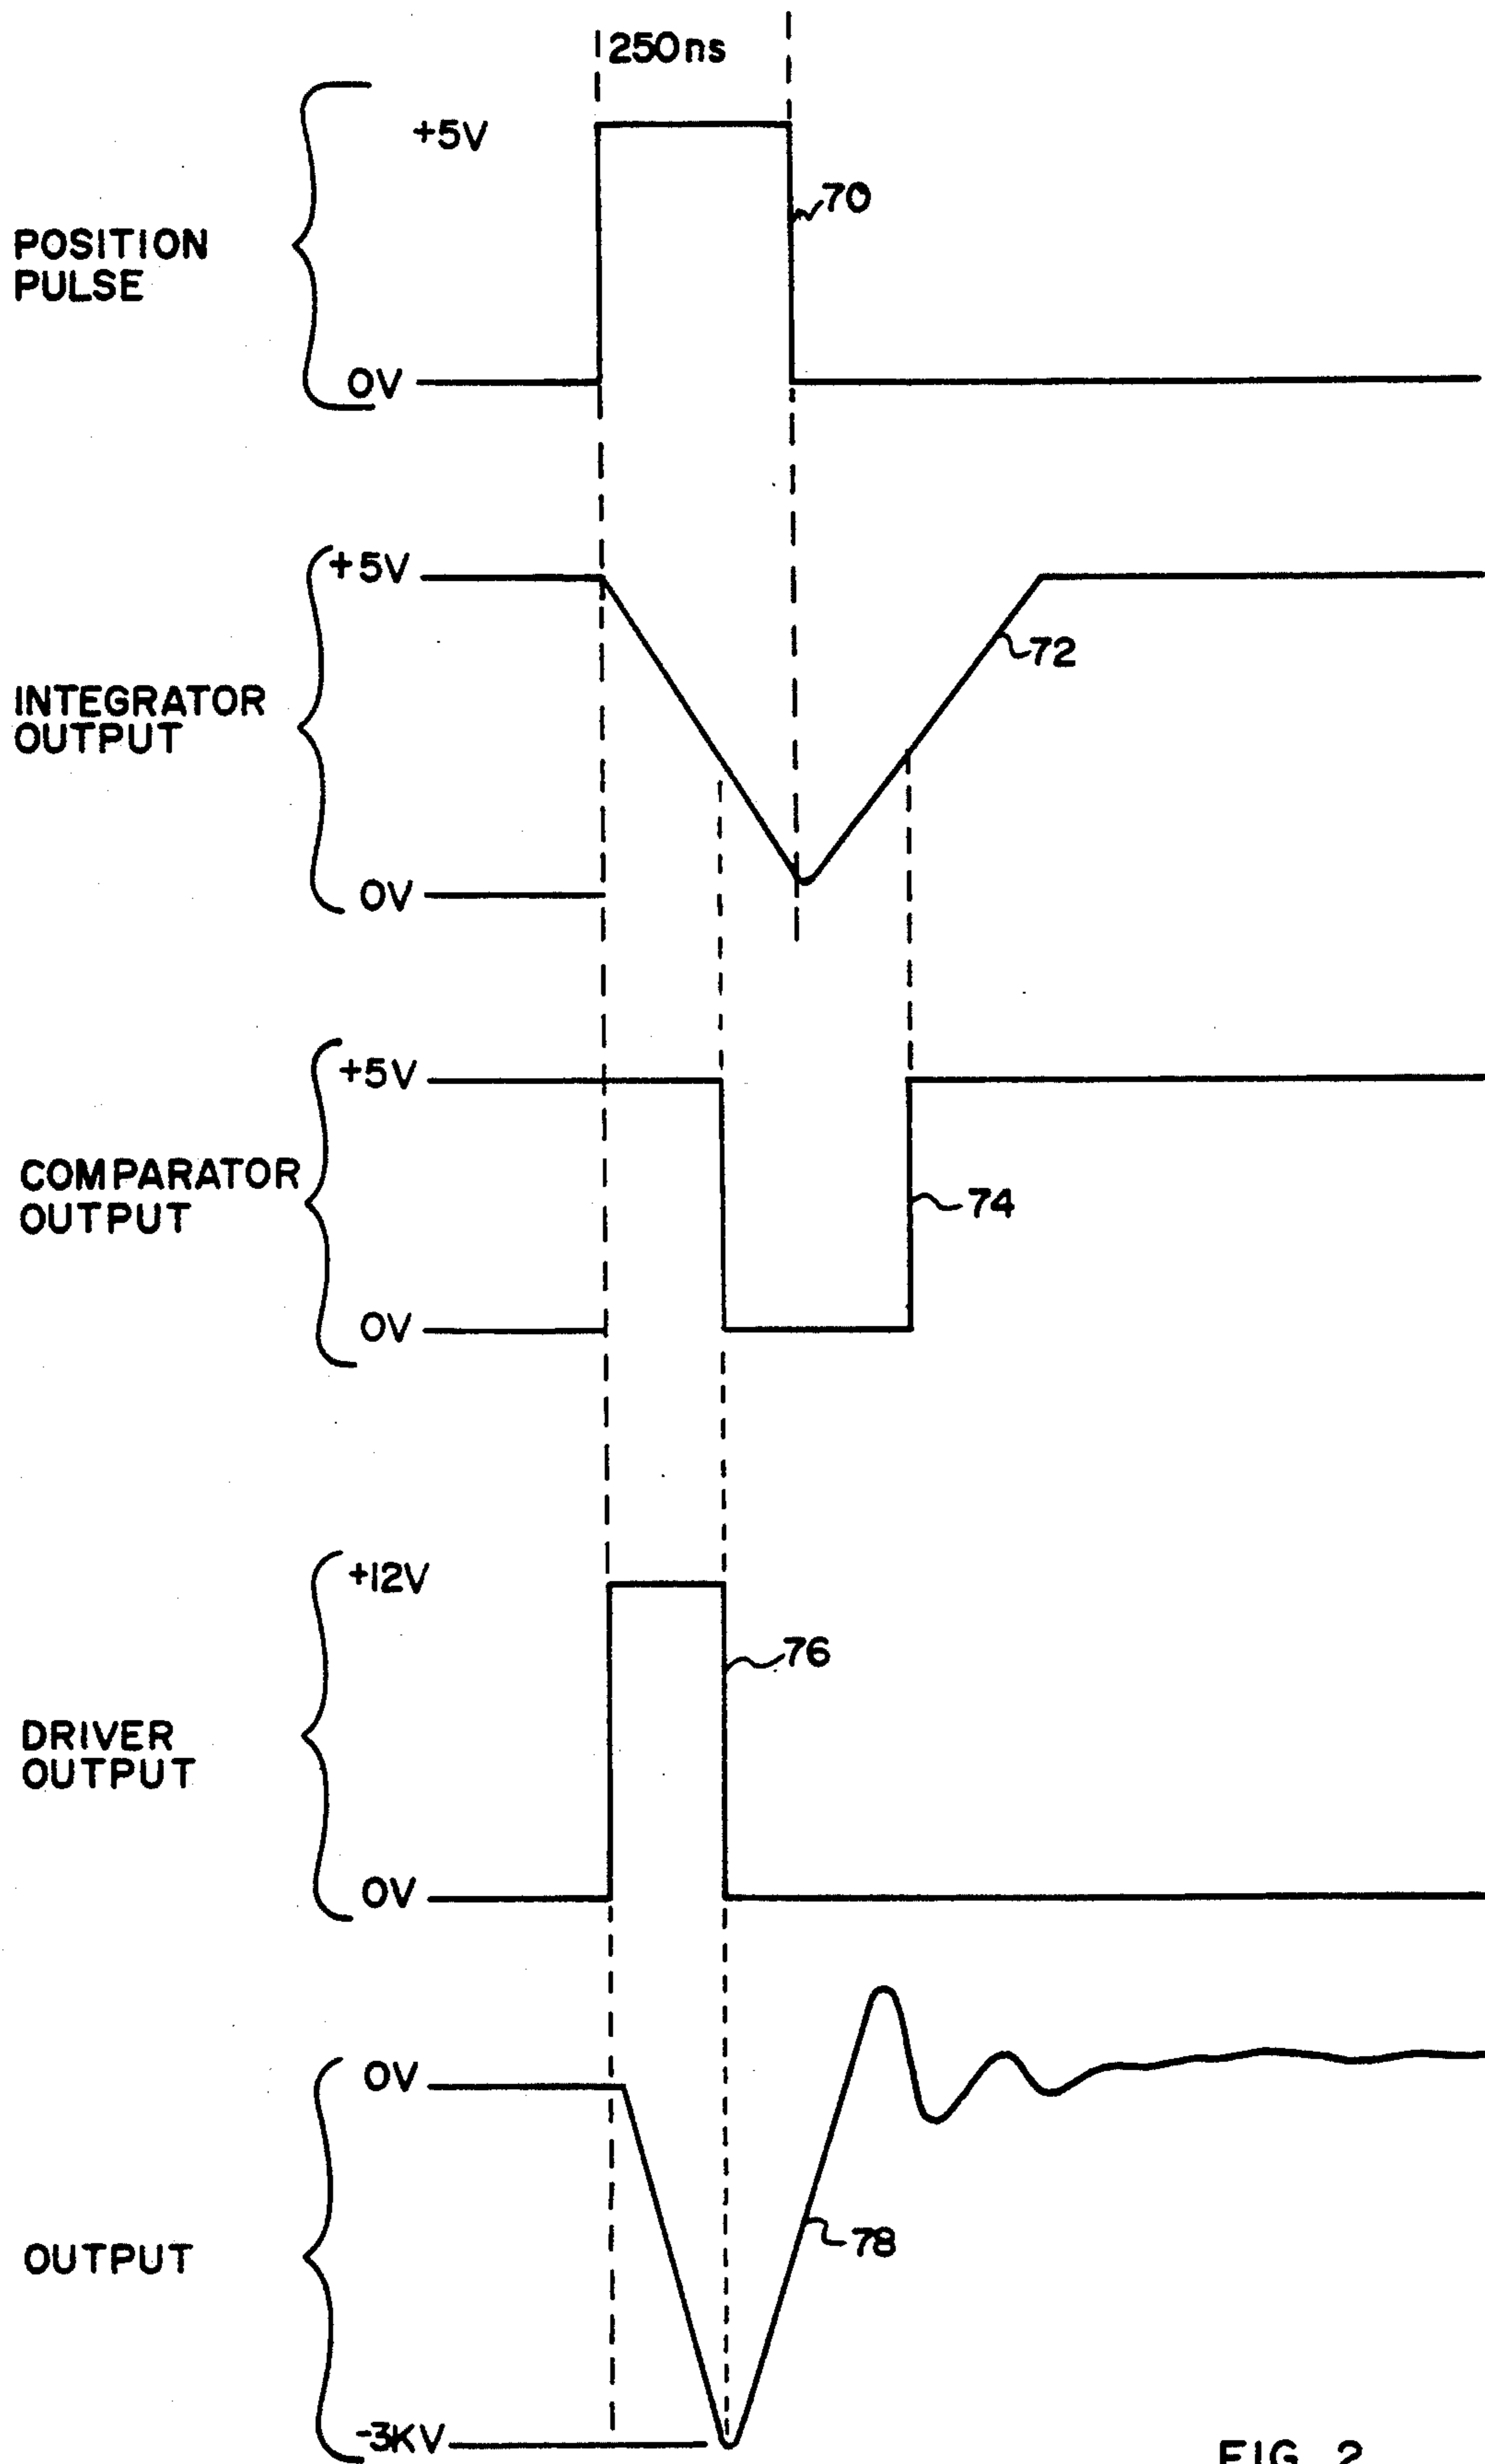 250ns
+5V
70
POSITION
PULSE
0V
+5V
72
INTEGRATOR
OUTPUT
0V
+5V
COMPARATOR
OUTPUT
74
0V
+12V
76
DRIVER
OUTPUT
0V
0V
78
OUTPUT
-3KV
FIG. 2